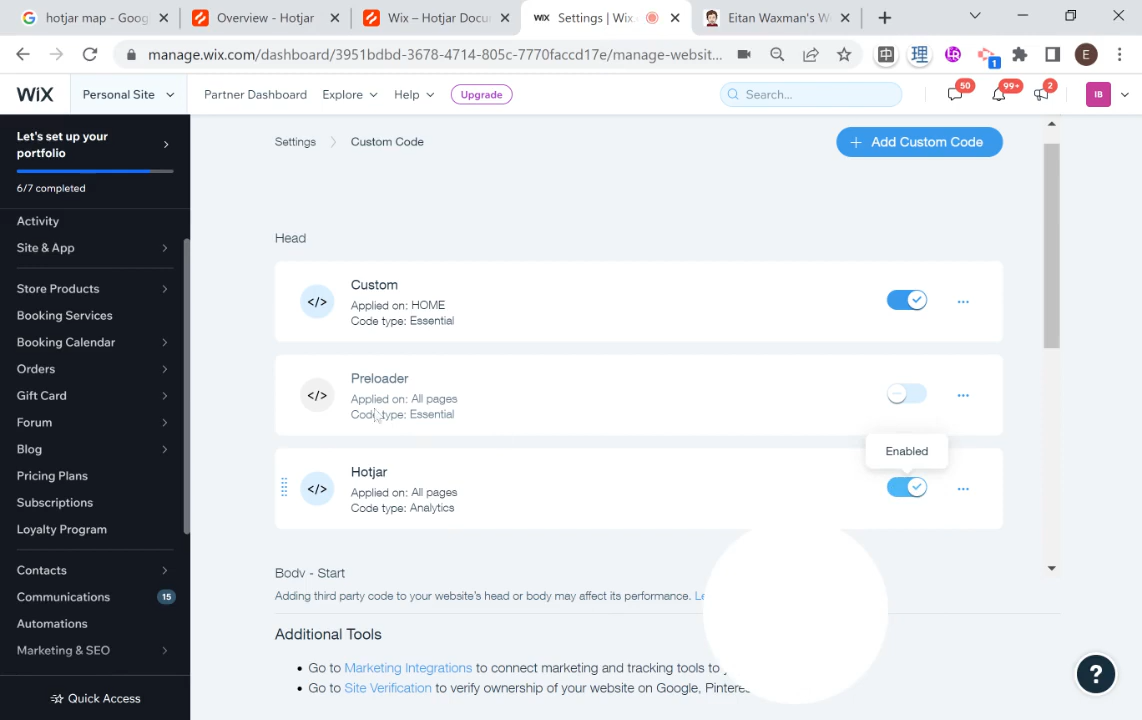 hotjar map - Goog
Overview - Hotjar
Wix – Hotjar Docu
WIX Settings | Wix.
Eitan Waxman's W
manage.wix.com/dashboard/3951bdbd-3678-4714-805c-7770faccd17e/manage-websit...
1
E
WiX
Personal Site
Partner Dashboard
Explore
Help
Upgrade
Search...
50
99+
2
IB
Let's set up your
portfolio
6/7 completed
Activity
Site & App
Store Products
Booking Services
Booking Calendar
Orders
Gift Card
Forum
Blog
Pricing Plans
Subscriptions
Loyalty Program
Contacts
Communications
15
Automations
Marketing & SEO
Quick Access
Settings
Custom Code
+ Add Custom Code
Head
</>
Custom
Applied on: HOME
Code type: Essential
...
</>
Preloader
Applied on: All pages
Code type: Essential
...
Enabled
</>
Hotjar
Applied on: All pages
Code type: Analytics
...
Body - Start
Adding third party code to your website's head or body may affect its performance. Le
Additional Tools
• Go to Marketing Integrations to connect marketing and tracking tools to y
• Go to Site Verification to verify ownership of your website on Google, Pinteres
?